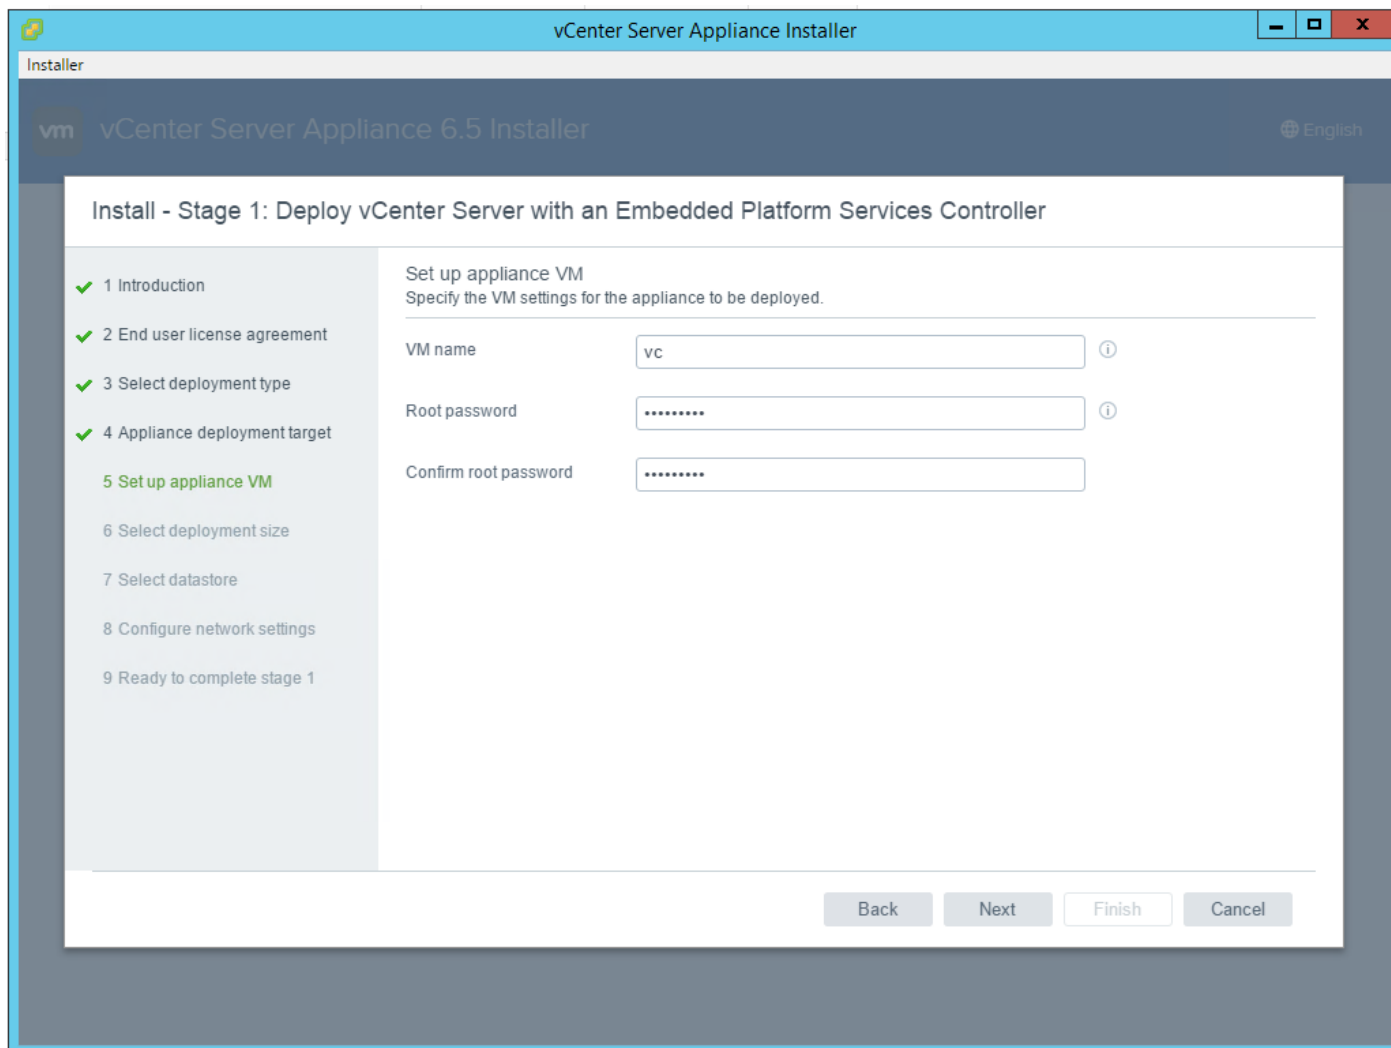 vCenter Server Appliance Installer
Installer
vm vCenter Server Appliance 6.5 Installer
English
Install - Stage 1: Deploy vCenter Server with an Embedded Platform Services Controller
1 Introduction
2 End user license agreement
3 Select deployment type
4 Appliance deployment target
5 Set up appliance VM
6 Select deployment size
7 Select datastore
8 Configure network settings
9 Ready to complete stage 1
Set up appliance VM
Specify the VM settings for the appliance to be deployed.
VM name
vc
Root password
•••••••••
Confirm root password
•••••••••
Back
Next
Finish
Cancel